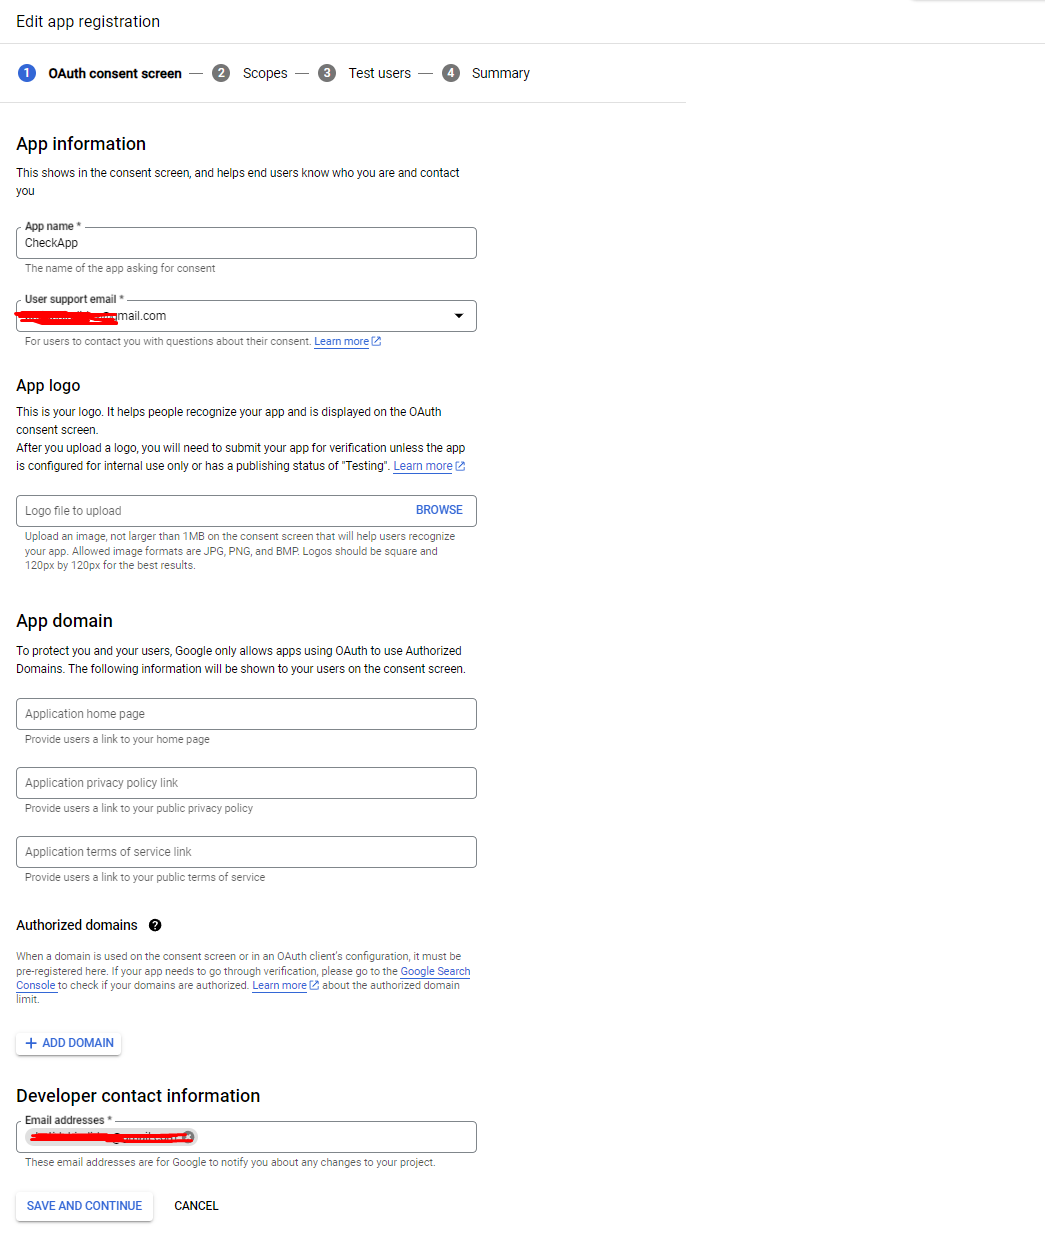 Edit app registration
1 OAuth consent screen — 2 Scopes — 3 Test users — 4 Summary
App information
This shows in the consent screen, and helps end users know who you are and contact
you
App name *
CheckApp
The name of the app asking for consent
User support email *
@gmail.com
For users to contact you with questions about their consent. Learn more
App logo
This is your logo. It helps people recognize your app and is displayed on the OAuth
consent screen.
After you upload a logo, you will need to submit your app for verification unless the app
is configured for internal use only or has a publishing status of "Testing". Learn more
Logo file to upload BROWSE
Upload an image, not larger than 1MB on the consent screen that will help users recognize
your app. Allowed image formats are JPG, PNG, and BMP. Logos should be square and
120px by 120px for the best results.
App domain
To protect you and your users, Google only allows apps using OAuth to use Authorized
Domains. The following information will be shown to your users on the consent screen.
Application home page
Provide users a link to your home page
Application privacy policy link
Provide users a link to your public privacy policy
Application terms of service link
Provide users a link to your public terms of service
Authorized domains ?
When a domain is used on the consent screen or in an OAuth client's configuration, it must be
pre-registered here. If your app needs to go through verification, please go to the Google Search
Console to check if your domains are authorized. Learn more about the authorized domain
limit.
+ ADD DOMAIN
Developer contact information
Email addresses *
These email addresses are for Google to notify you about any changes to your project.
SAVE AND CONTINUE CANCEL